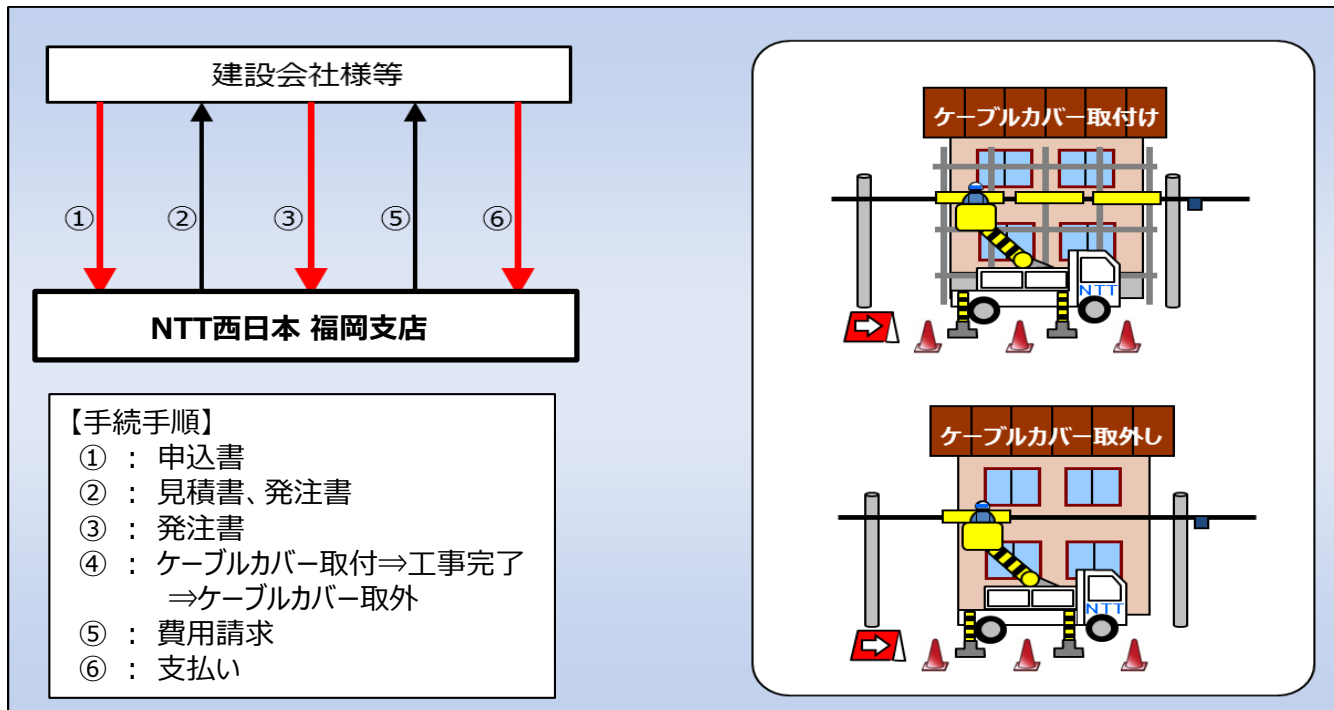 建設会社様等
① ② ③ ⑤ ⑥
NTT西日本 福岡支店
【手続手順】
① : 申込書
② : 見積書、発注書
③ : 発注書
④ : ケーブルカバー取付⇒工事完了
⇒ケーブルカバー取外
⑤ : 費用請求
⑥ : 支払い
ケーブルカバー取付け
NTT
ケーブルカバー取外し
NTT